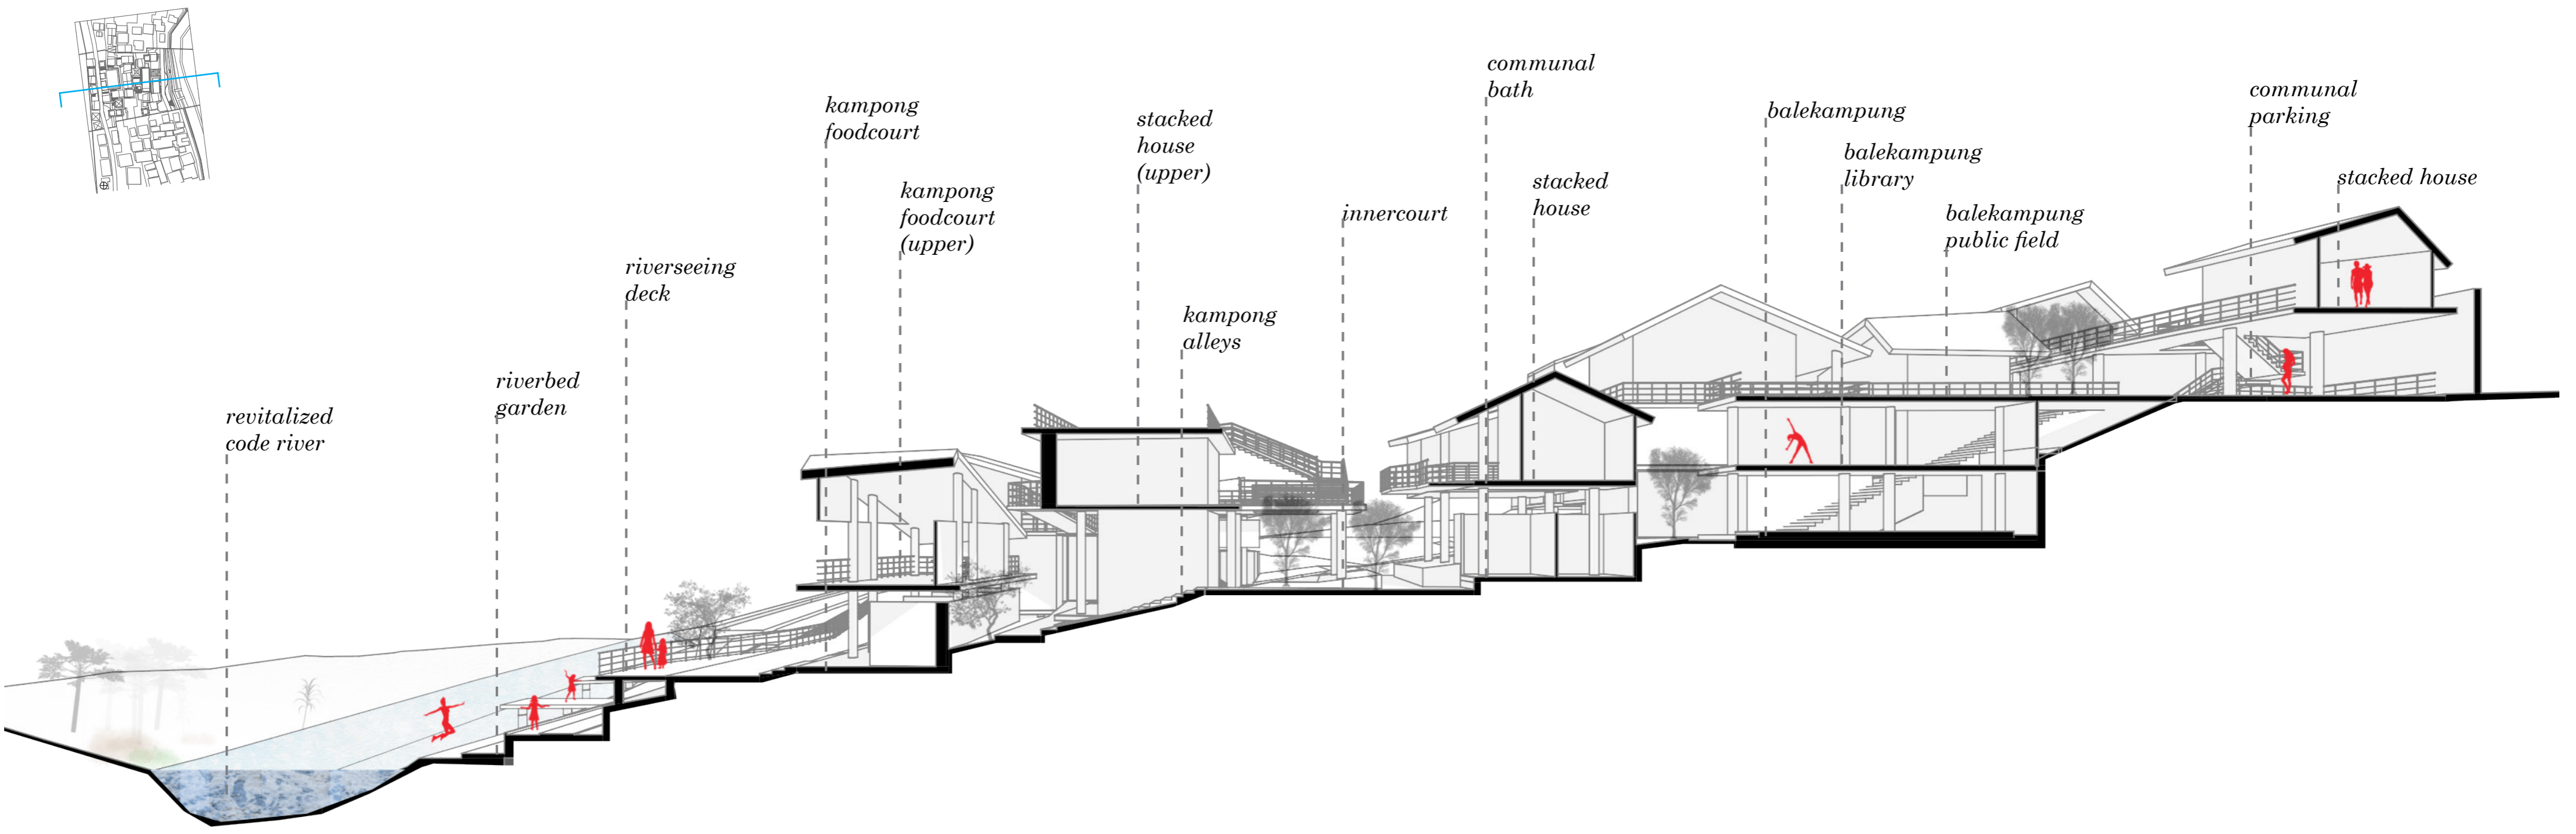 revitalized
code river
riverbed
garden
riverseeing
deck
kampong
foodcourt
kampong
foodcourt
(upper)
stacked
house
(upper)
kampong
alleys
innercourt
communal
bath
stacked
house
balekampung
balekampung
library
balekampung
public field
communal
parking
stacked house